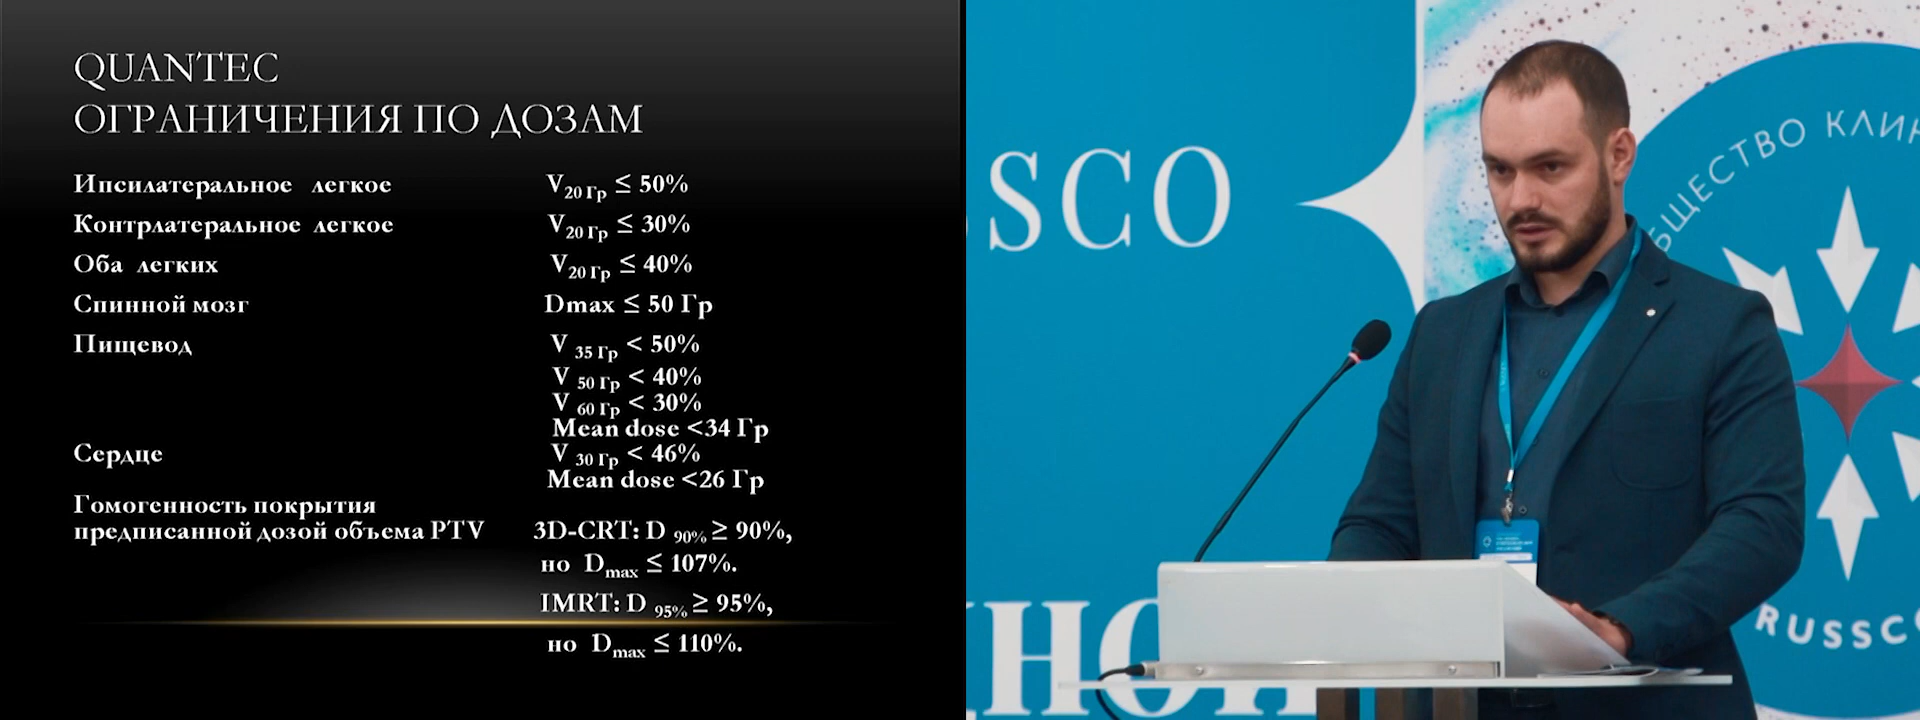 QUANTEC
ОГРАНИЧЕНИЯ ПО ДОЗАМ
Ипсилатеральное легкое V20 Гр ≤ 50%
Контрлатеральное легкое V20 Гр ≤ 30%
Оба легких V20 Гр ≤ 40%
Спинной мозг Dmax ≤ 50 Гр
Пищевод V 35 Гр < 50%
V 50 Гр < 40%
V 60 Гр < 30%
Mean dose <34 Гр
Сердце V 30 Гр < 46%
Mean dose <26 Гр
Гомогенность покрытия
предписанной дозой объема PTV 3D-CRT: D 90% ≥ 90%,
но Dmax ≤ 107%.
IMRT: D 95% ≥ 95%,
но Dmax ≤ 110%.
SCO
БЩЕСТВО КЛИН
RUSSC
НОЙ